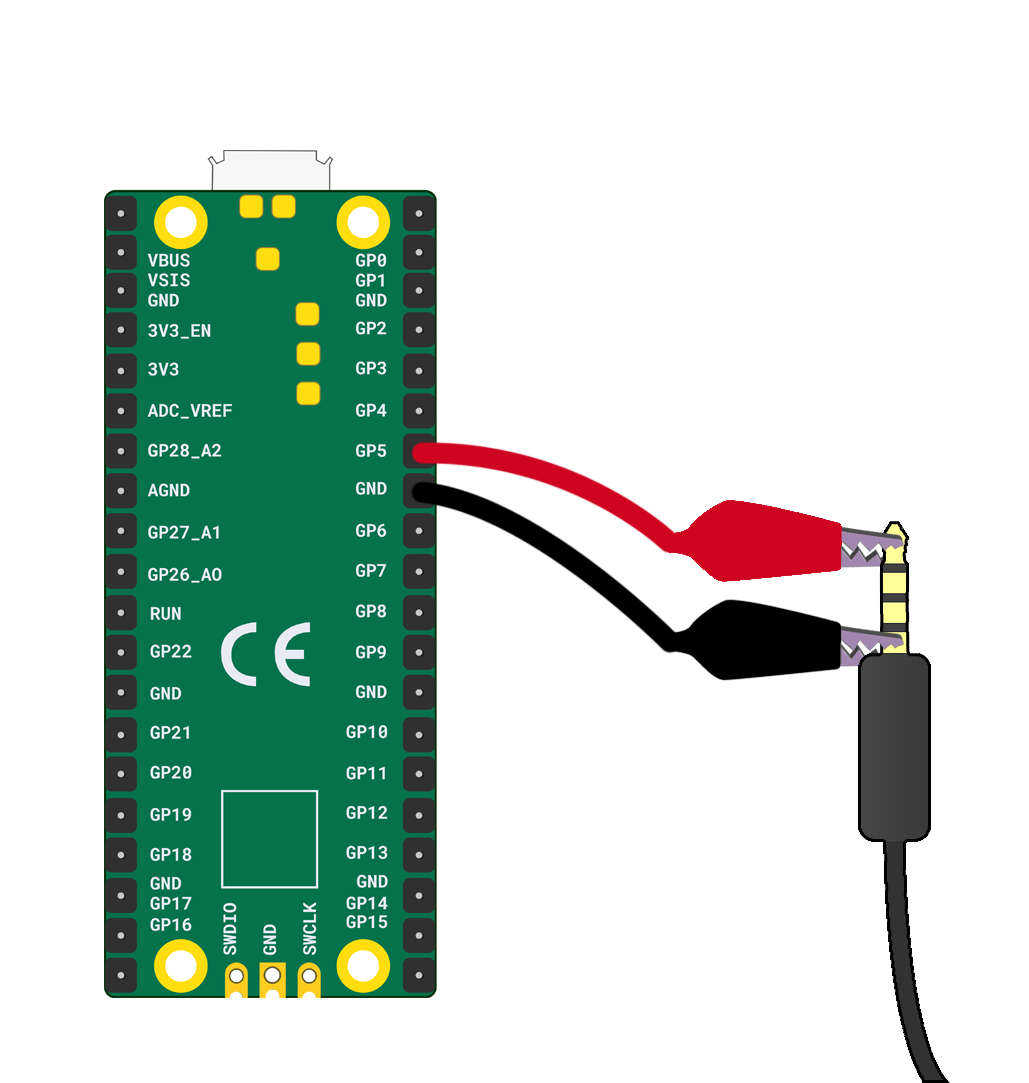 VBUS
VSIS
GND
3V3_EN
3V3
ADC_VREF
GP28_A2
AGND
GP27_A1
GP26_AO
RUN
GP22
GND
GP21
GP20
GP19
GP18
GND
GP17
GP16
GP0
GP1
GND
GP2
GP3
GP4
GP5
GND
GP6
GP7
GP8
GP9
GND
GP10
GP11
GP12
GP13
GND
GP14
GP15
CE
SWDIO
GND
SWCLK